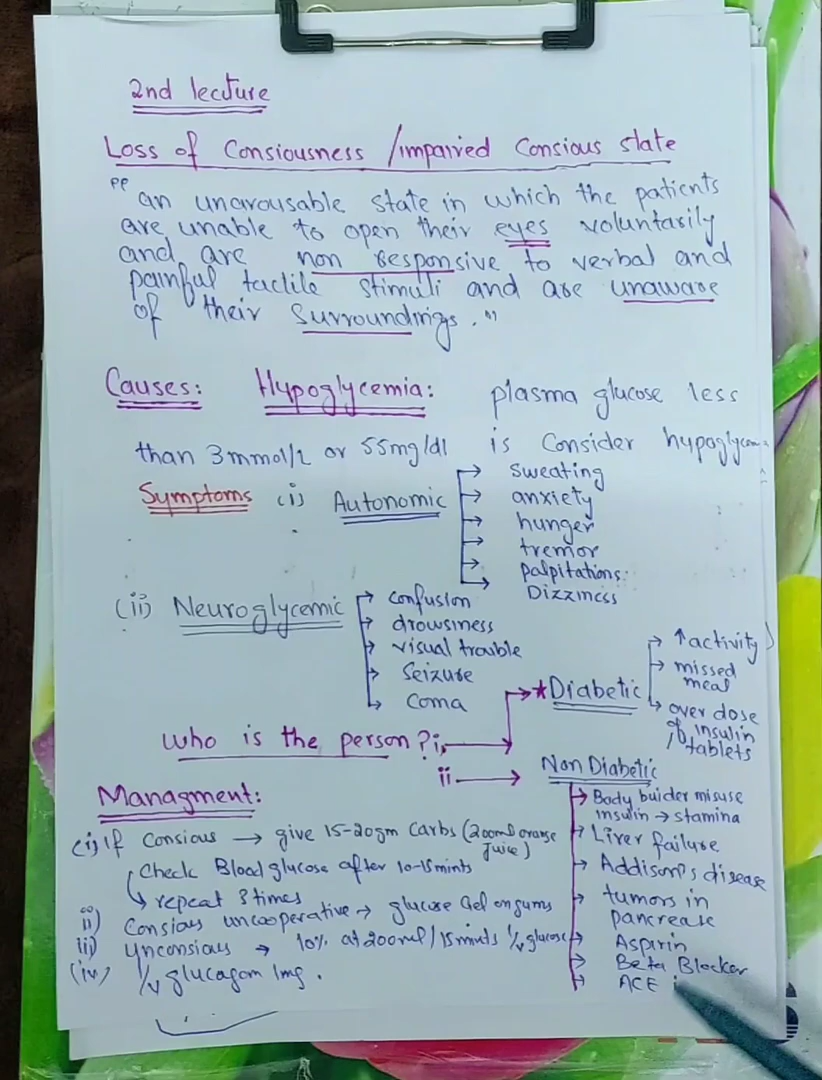 2nd lecture
Loss of Consiousness / impaired Consious state
" an unarousable state in which the patients
are unable to open their eyes voluntarily
and are non responsive to verbal and
painful tactile stimuli and are unaware
of their Surroundings."
Causes: Hypoglycemia: plasma glucose less
than 3mmol/L or 55mg/dl is Consider hypoglycem
Symptoms (i) Autonomic
sweating
anxiety
hunger
tremor
palpitations:
Dizziness
(ii) Neuroglycemic
Confusion
drowsiness
visual trouble
Seizure
Coma
who is the person? i,
*Diabetic
↑activity
missed
meal
over dose
of insulin
tablets
ii
Non Diabetic
Body buider misuse
insulin → stamina
Liver failure
Addison's disease
tumors in
pancrease
Aspirin
Beta Blocker
ACE i
Managment:
(i) If Consious → give 15-20gm Carbs (200ml orange
Juice)
Check Blood glucose after 10-15mints
repeat 3 times
ii) Consious uncooperative → glucose Gel on gums
iii) Unconsious → 10% at 200ml/15mints I/V glucose
(iv) I/V glucagom 1mg.